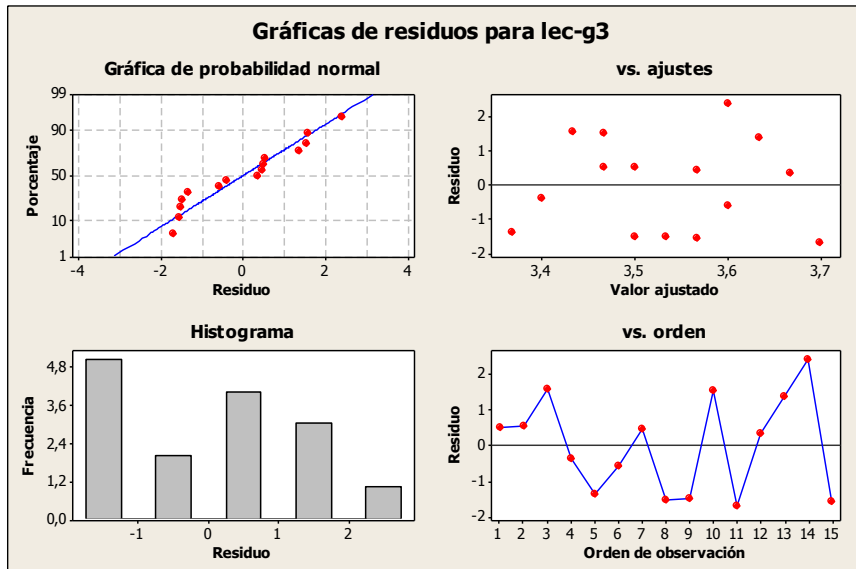 Gráficas de residuos para lec-g3
Gráfica de probabilidad normal
99
90
50
10
1
Porcentaje
-4
-2
0
2
4
Residuo
vs. ajustes
2
1
0
-1
-2
Residuo
3,4
3,5
3,6
3,7
Valor ajustado
Histograma
4,8
3,6
2,4
1,2
0,0
Frecuencia
-1
0
1
2
Residuo
vs. orden
2
1
0
-1
-2
Residuo
1 2 3 4 5 6 7 8 9 10 11 12 13 14 15
Orden de observación